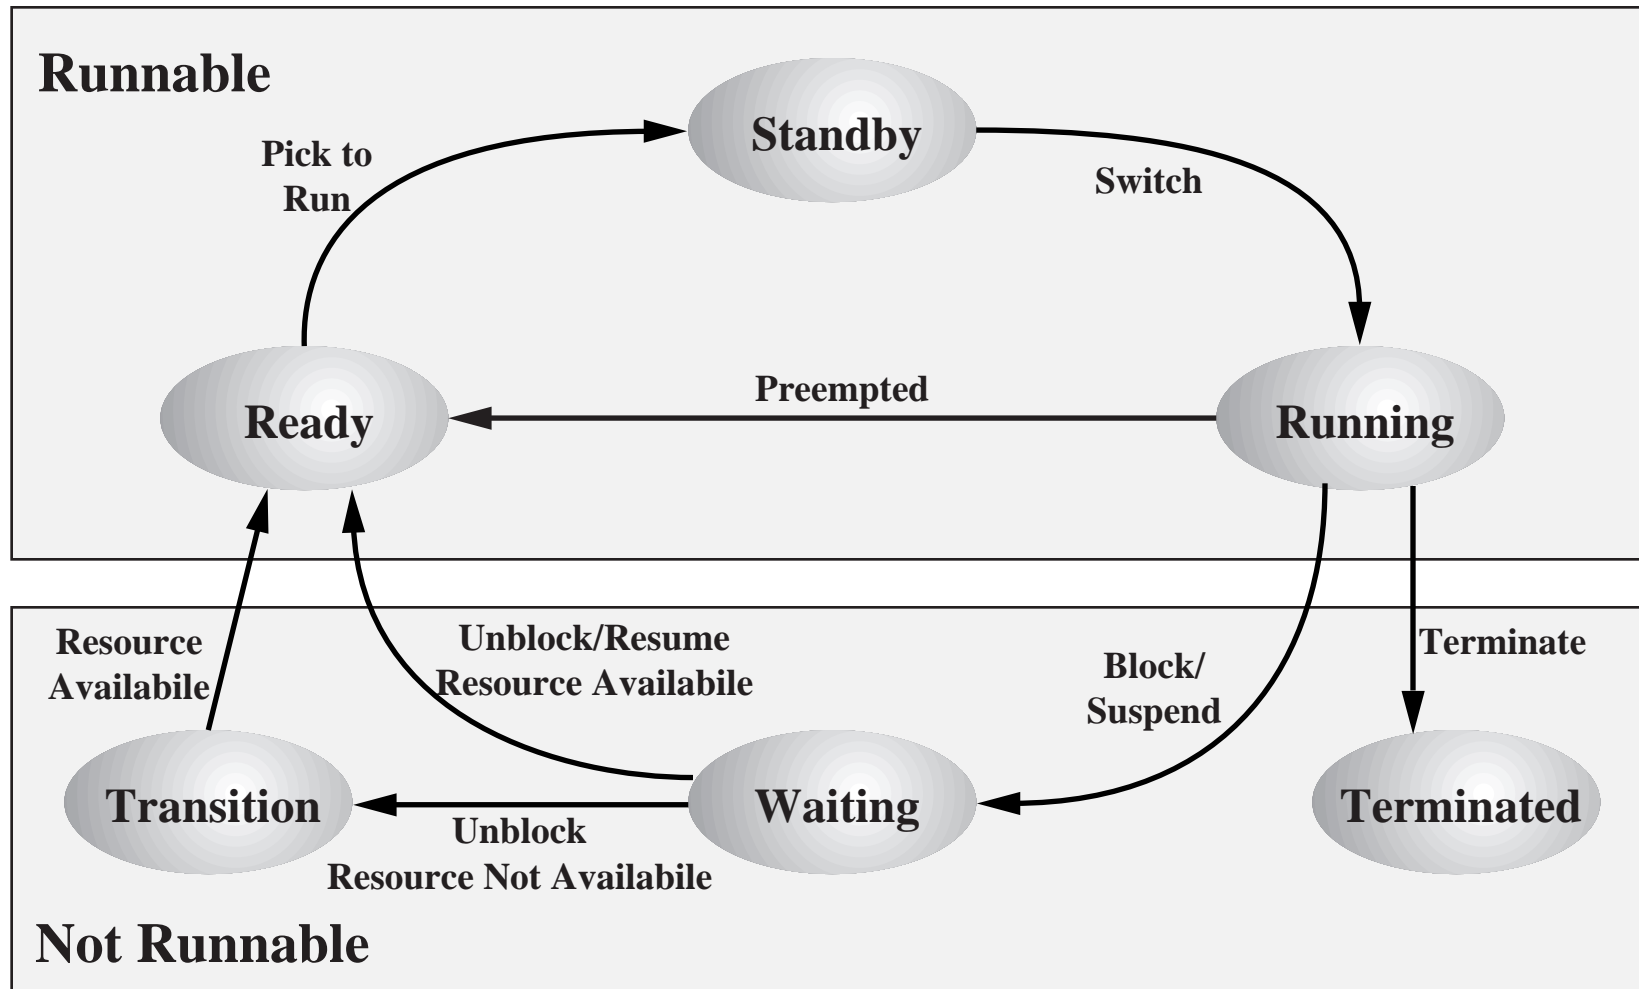 Runnable
Standby
Pick to
Run
Switch
Preempted
Ready
Running
Resource
Availabile
Unblock/Resume
Resource Availabile
Block/
Suspend
Terminate
Transition
Waiting
Terminated
Unblock
Resource Not Availabile
Not Runnable